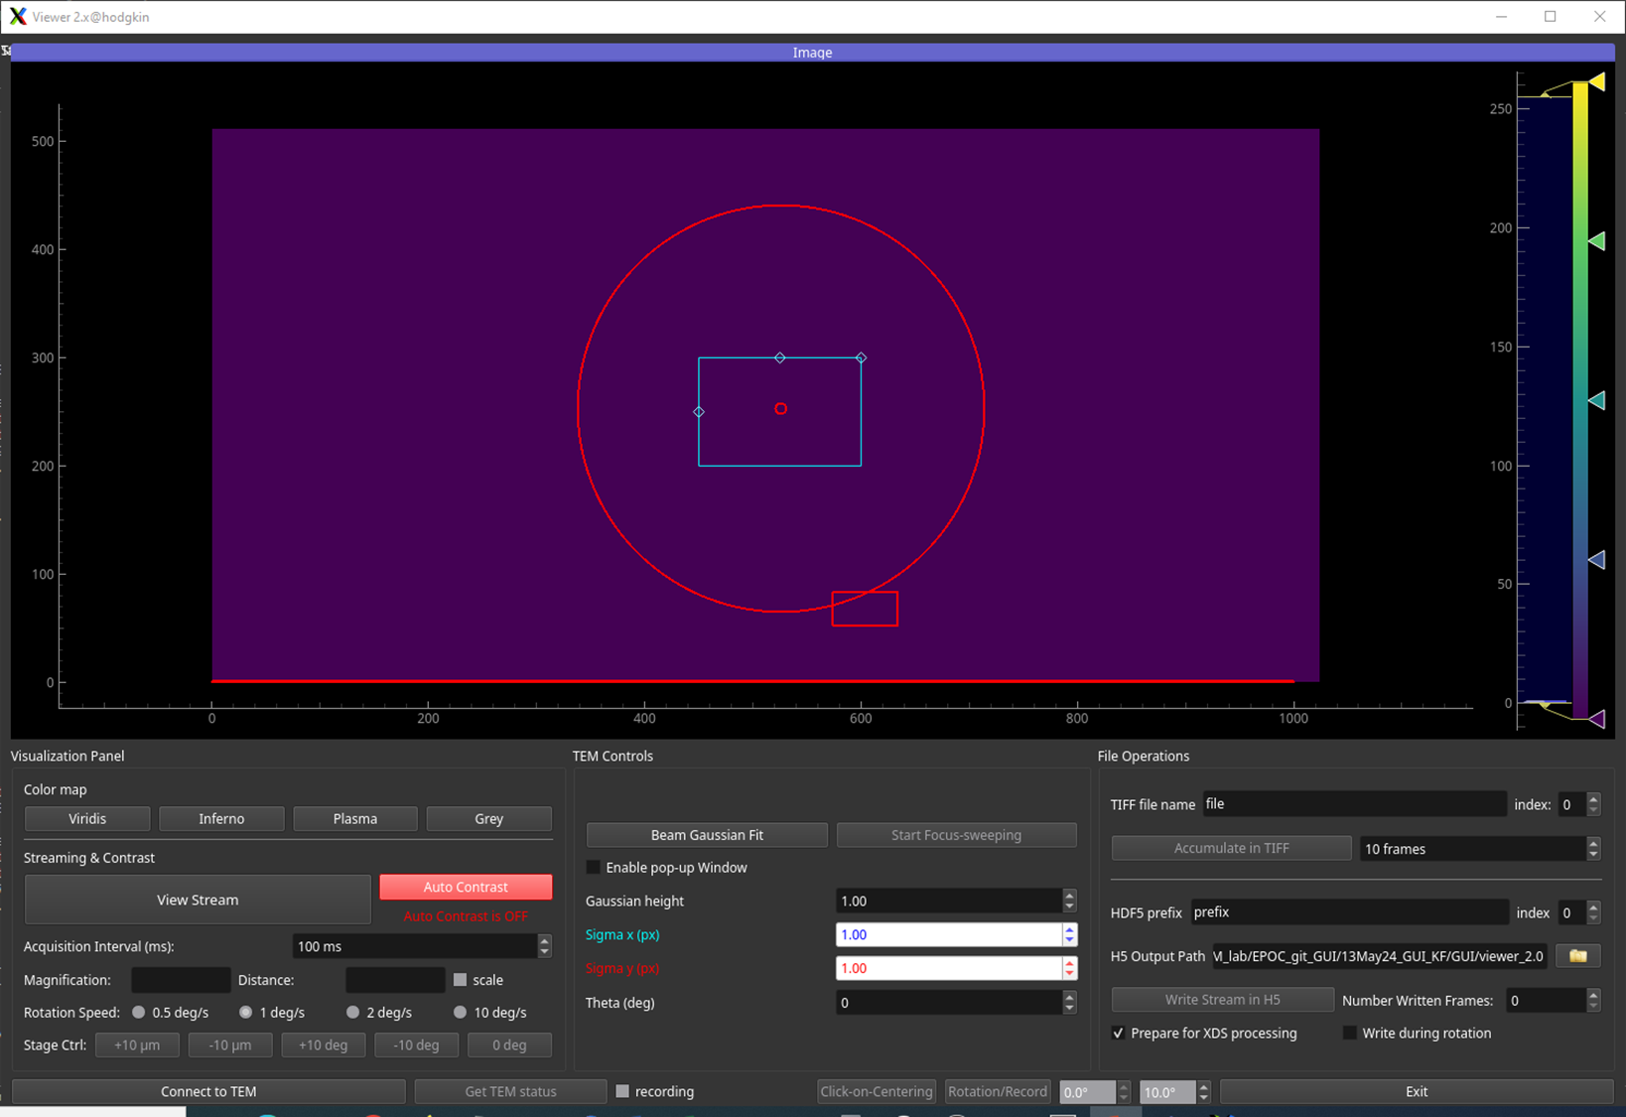 Viewer 2.x@hodgkin
Image
500
400
300
200
100
0
0 200 400 600 800 1000
250
200
150
100
50
0
Visualization Panel
Color map
Viridis Inferno Plasma Grey
Streaming & Contrast
View Stream Auto Contrast
Auto Contrast is OFF
Acquisition Interval (ms): 100 ms
Magnification: Distance: scale
Rotation Speed: 0.5 deg/s 1 deg/s 2 deg/s 10 deg/s
Stage Ctrl: +10 µm -10 µm +10 deg -10 deg 0 deg
TEM Controls
Beam Gaussian Fit Start Focus-sweeping
Enable pop-up Window
Gaussian height 1.00
Sigma x (px) 1.00
Sigma y (px) 1.00
Theta (deg) 0
File Operations
TIFF file name file index: 0
Accumulate in TIFF 10 frames
HDF5 prefix prefix index 0
H5 Output Path M_lab/EPOC_git_GUI/13May24_GUI_KF/GUI/viewer_2.0
Write Stream in H5 Number Written Frames: 0
Prepare for XDS processing Write during rotation
Connect to TEM Get TEM status recording Click-on-Centering Rotation/Record 0.0° 10.0° Exit